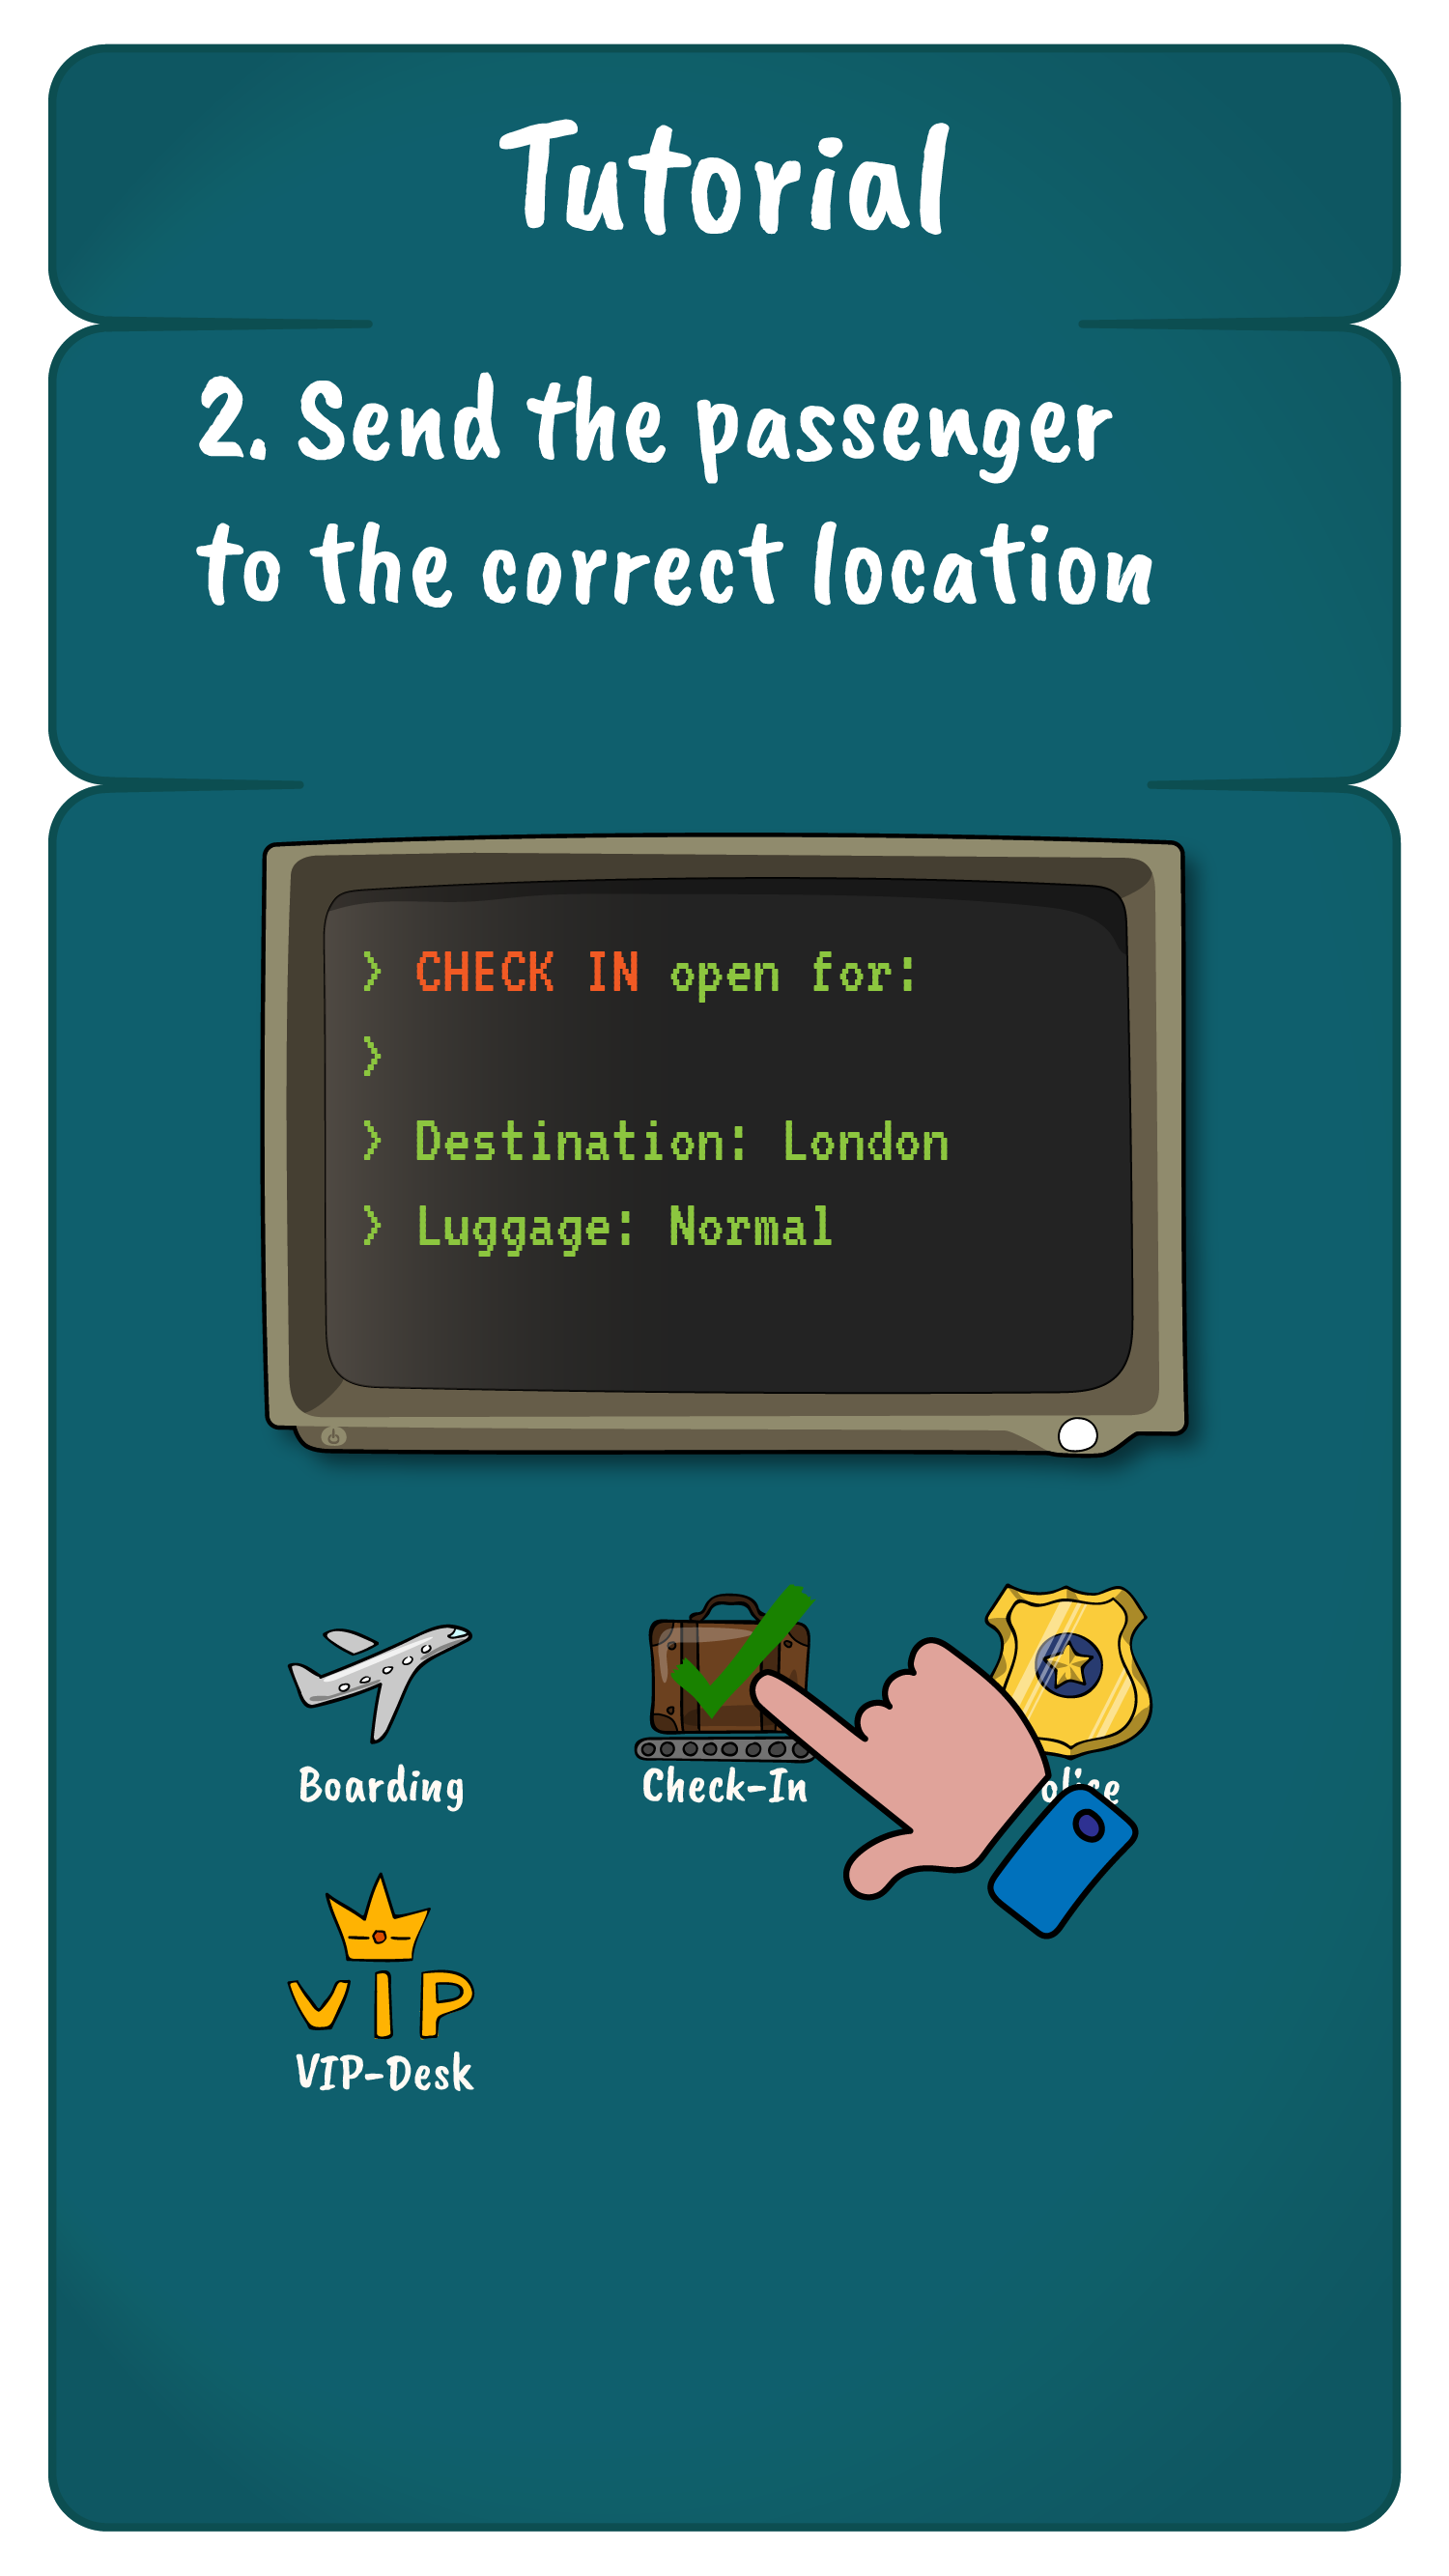 Tutorial
2. Send the passenger
to the correct location
> CHECK IN open for:
>
> Destination: London
> Luggage: Normal
Boarding
Check-In
VIP
VIP-Desk